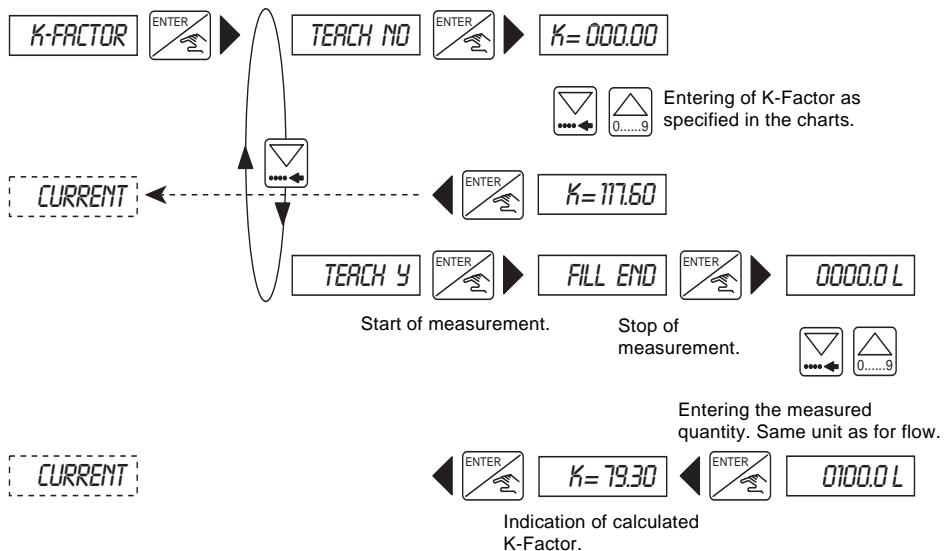 K-FACTOR ENTER TEACH NO ENTER K= 000.00
0......9 Entering of K-Factor as
specified in the charts.
CURRENT ENTER K= 117.60
TEACH Y ENTER FILL END ENTER 0000.0 L
Start of measurement. Stop of
measurement.
0......9
Entering the measured
quantity. Same unit as for flow.
CURRENT ENTER K= 79.30 ENTER 0100.0 L
Indication of calculated
K-Factor.